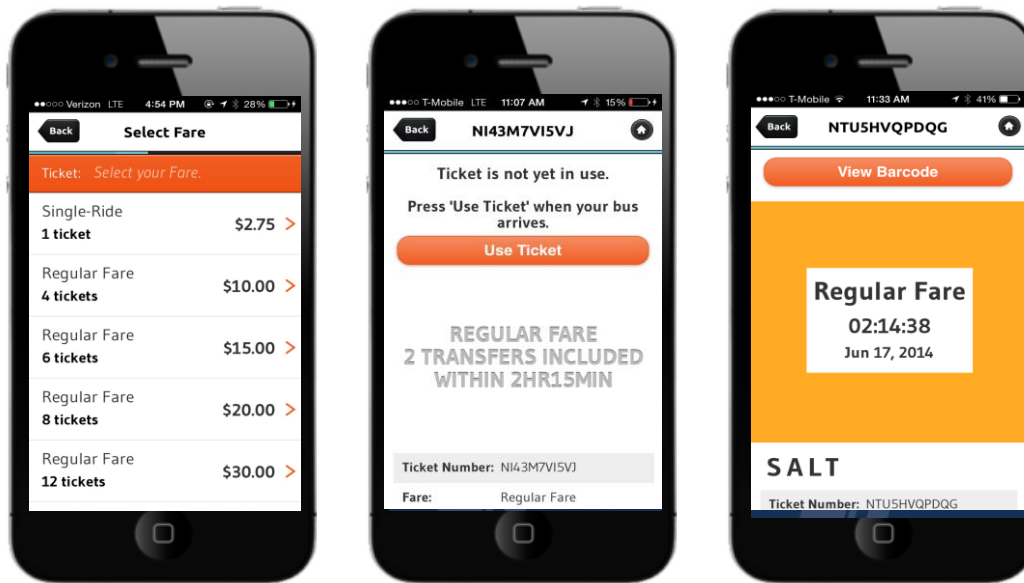 Verizon LTE 4:54 PM 28%
Back Select Fare
Ticket: Select your Fare.
Single-Ride
1 ticket
$2.75
Regular Fare
4 tickets
$10.00
Regular Fare
6 tickets
$15.00
Regular Fare
8 tickets
$20.00
Regular Fare
12 tickets
$30.00
T-Mobile LTE 11:07 AM 15%
Back NI43M7VI5VJ
Ticket is not yet in use.
Press 'Use Ticket' when your bus
arrives.
Use Ticket
REGULAR FARE
2 TRANSFERS INCLUDED
WITHIN 2HR15MIN
Ticket Number: NI43M7VI5VJ
Fare: Regular Fare
T-Mobile 11:33 AM 41%
Back NTU5HVQPDQG
View Barcode
Regular Fare
02:14:38
Jun 17, 2014
SALT
Ticket Number: NTU5HVQPDQG